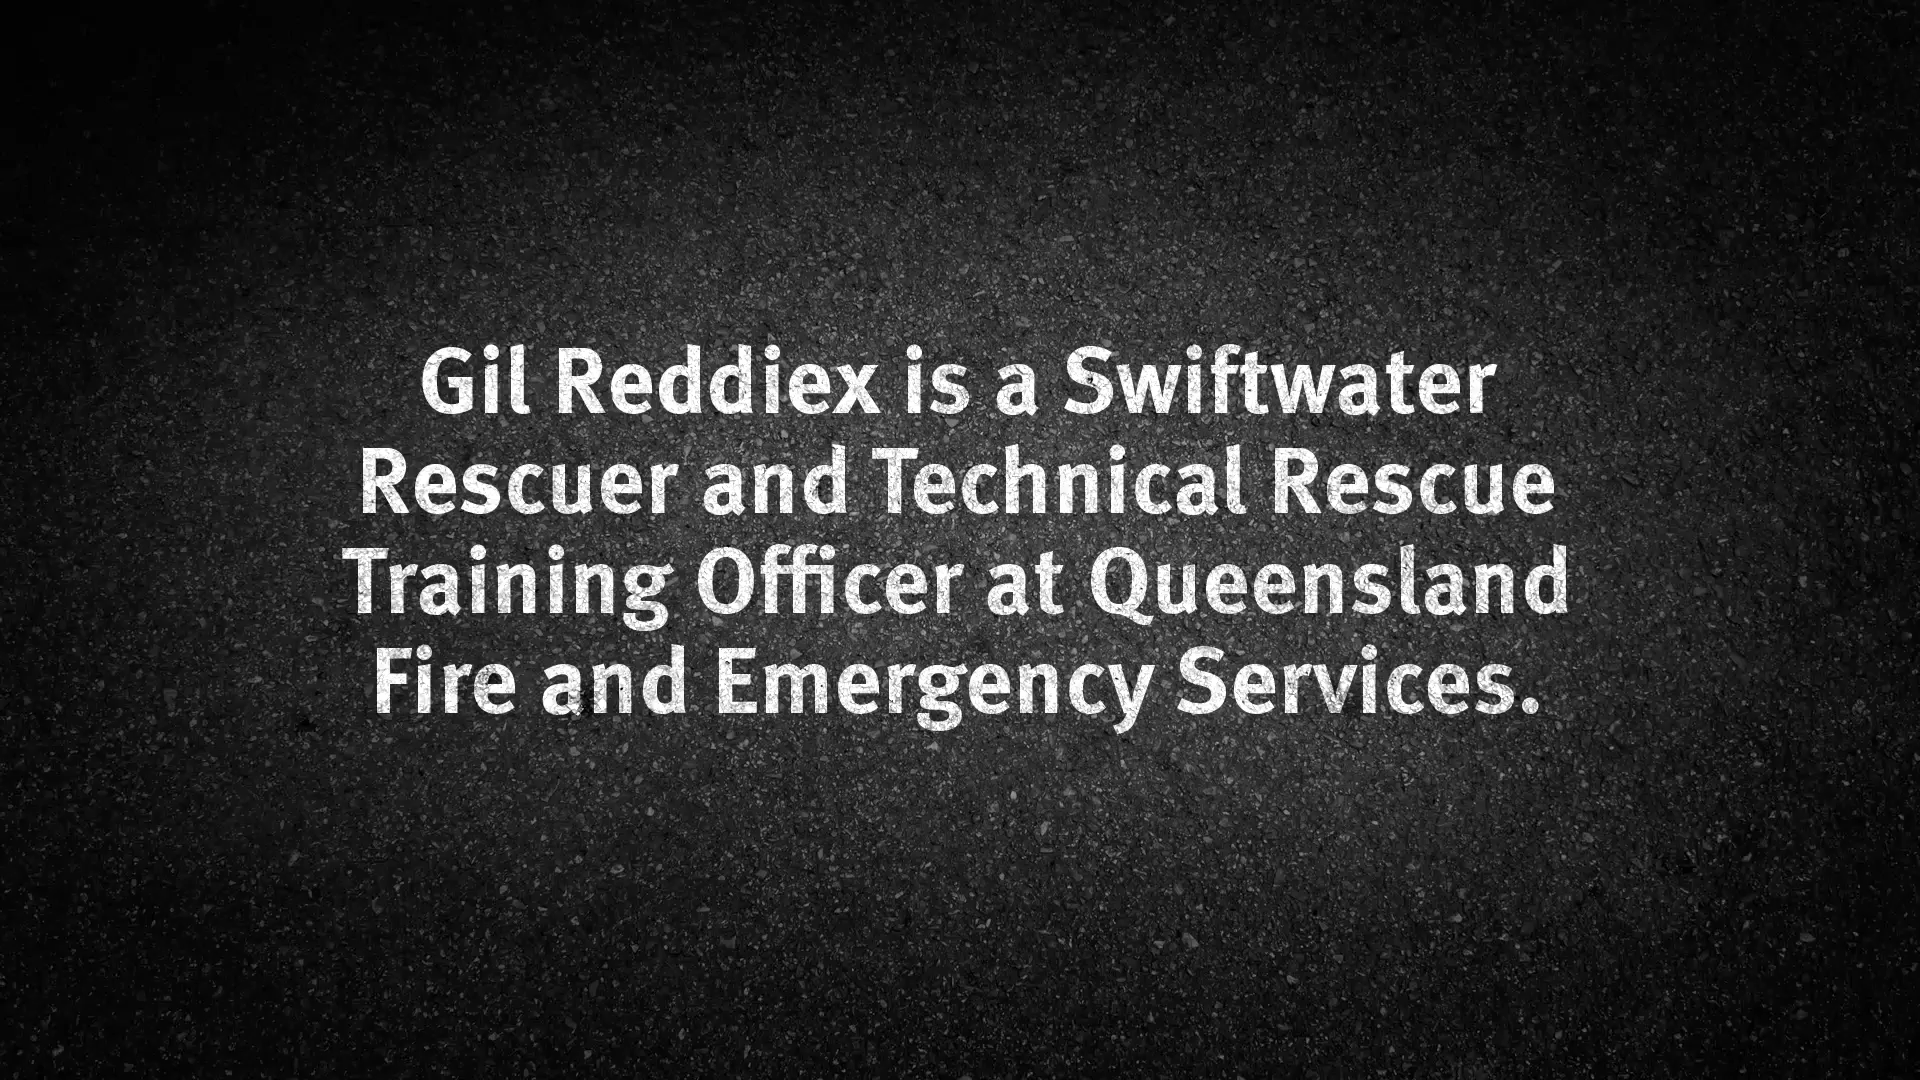 Gil Reddiex is a Swiftwater
Rescuer and Technical Rescue
Training Officer at Queensland
Fire and Emergency Services.